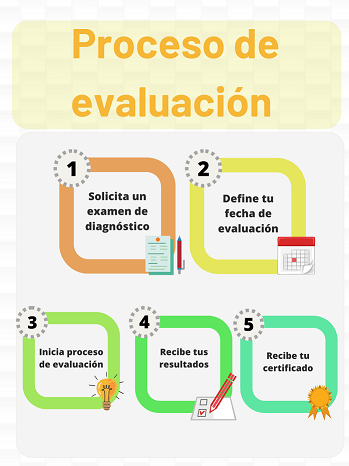 Proceso de
evaluación
1
Solicita un
examen de
diagnóstico
2
Define tu
fecha de
evaluación
3
Inicia proceso
de evaluación
4
Recibe tus
resultados
5
Recibe tu
certificado